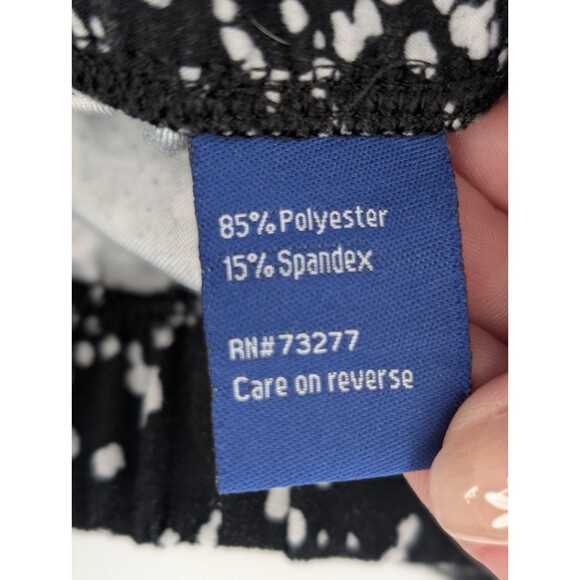 85% Polyester
15% Spandex
RN#73277
Care on reverse